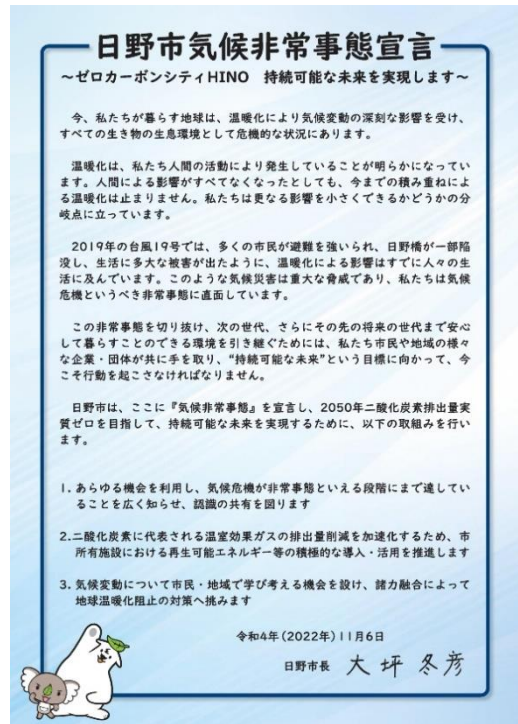 日野市気候非常事態宣言
～ゼロカーボンシティHINO　持続可能な未来を実現します～
今、私たちが暮らす地球は、温暖化により気候変動の深刻な影響を受け、
すべての生き物の生息環境として危機的な状況にあります。
温暖化は、私たち人間の活動により発生していることが明らかになってい
ます。人間による影響がすべてなくなったとしても、今までの積み重ねによ
る温暖化は止まりません。私たちは更なる影響を小さくできるかどうかの分
岐点に立っています。
2019年の台風19号では、多くの市民が避難を強いられ、日野橋が一部陥
没し、生活に多大な被害が出たように、温暖化による影響はすでに人々の生
活に及んでいます。このような気候災害は重大な脅威であり、私たちは気候
危機というべき非常事態に直面しています。
この非常事態を切り抜け、次の世代、さらにその先の将来の世代まで安心
して暮らすことのできる環境を引き継ぐためには、私たち市民や地域の様々
な企業・団体が共に手を取り、“持続可能な未来”という目標に向かって、今
こそ行動を起こさなければなりません。
日野市は、ここに『気候非常事態』を宣言し、2050年二酸化炭素排出量実
質ゼロを目指して、持続可能な未来を実現するために、以下の取組みを行い
ます。
1. あらゆる機会を利用し、気候危機が非常事態といえる段階にまで達してい
ることを広く知らせ、認識の共有を図ります
2.二酸化炭素に代表される温室効果ガスの排出量削減を加速化するため、市
所有施設における再生可能エネルギー等の積極的な導入・活用を推進します
3. 気候変動について市民・地域で学び考える機会を設け、諸力融合によって
地球温暖化阻止の対策へ挑みます
令和4年(2022年)11月6日
日野市長　大坪冬彦